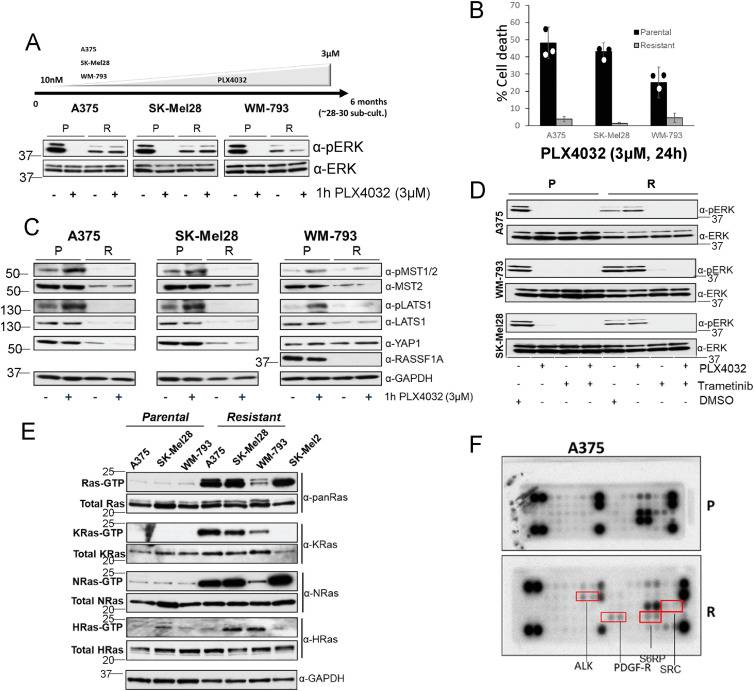 A
A375
SK-Mel28
WM-793
3µM
10nM
PLX4032
0
6 months
(~28-30 sub-cult.)
A375 SK-Mel28 WM-793
P R P R P R
α-pERK
37
α-ERK
37
- + - + - + - + - + - +
1h PLX4032 (3µM)
B
% Cell death
60
50
40
30
20
10
0
Parental
Resistant
A375 SK-Mel28 WM-793
PLX4032 (3µM, 24h)
C
A375 SK-Mel28 WM-793
P R P R P R
50 α-pMST1/2
50 α-MST2
130 α-pLATS1
130 α-LATS1
50 α-YAP1
37 α-RASSF1A
37 α-GAPDH
- + - + - + - + - + - +
1h PLX4032 (3µM)
D
P R
A375
α-pERK
37
α-ERK
37
WM-793
α-pERK
37
α-ERK
37
SK-Mel28
α-pERK
37
α-ERK
37
+ + + + PLX4032
+ + + + Trametinib
+ + DMSO
E
Parental Resistant
A375 SK-Mel28 WM-793 A375 SK-Mel28 WM-793 SK-Mel2
25
Ras-GTP
Total Ras
20
α-panRas
25
KRas-GTP
Total KRas
20
α-KRas
25
NRas-GTP
Total NRas
20
α-NRas
25
HRas-GTP
Total HRas
20
α-HRas
37
α-GAPDH
F
A375
P
R
ALK PDGF-R S6RP SRC